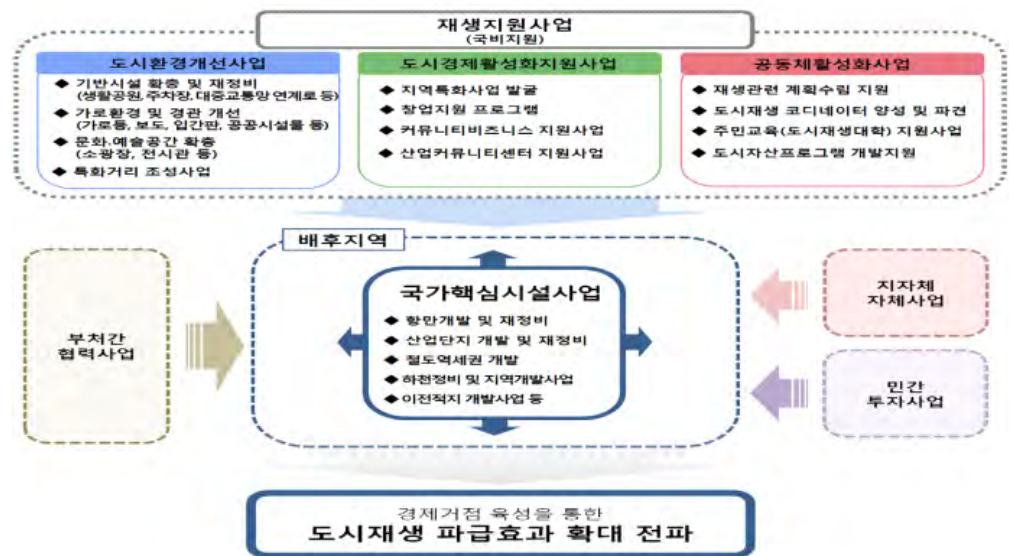 재생지원사업
(국비지원)
도시환경개선사업
◆ 기반시설 확충 및 재정비
(생활공원, 주차장, 대중교통망 연계로 등)
◆ 가로환경 및 경관 개선
(가로등, 보도, 입간판, 공공시설물 등)
◆ 문화·예술공간 확충
(소광장, 전시관 등)
◆ 특화거리 조성사업
도시경제활성화지원사업
◆ 지역특화사업 발굴
◆ 창업지원 프로그램
◆ 커뮤니티비즈니스 지원사업
◆ 산업커뮤니티센터 지원사업
공동체활성화사업
◆ 재생관련 계획수립 지원
◆ 도시재생 코디네이터 양성 및 파견
◆ 주민교육(도시재생대학) 지원사업
◆ 도시자산프로그램 개발지원
배후지역
부처간
협력사업
국가핵심시설사업
◆ 항만개발 및 재정비
◆ 산업단지 개발 및 재정비
◆ 철도역세권 개발
◆ 하천정비 및 지역개발사업
◆ 이전적지 개발사업 등
지자체
자체사업
민간
투자사업
경제거점 육성을 통한
도시재생 파급효과 확대 전파